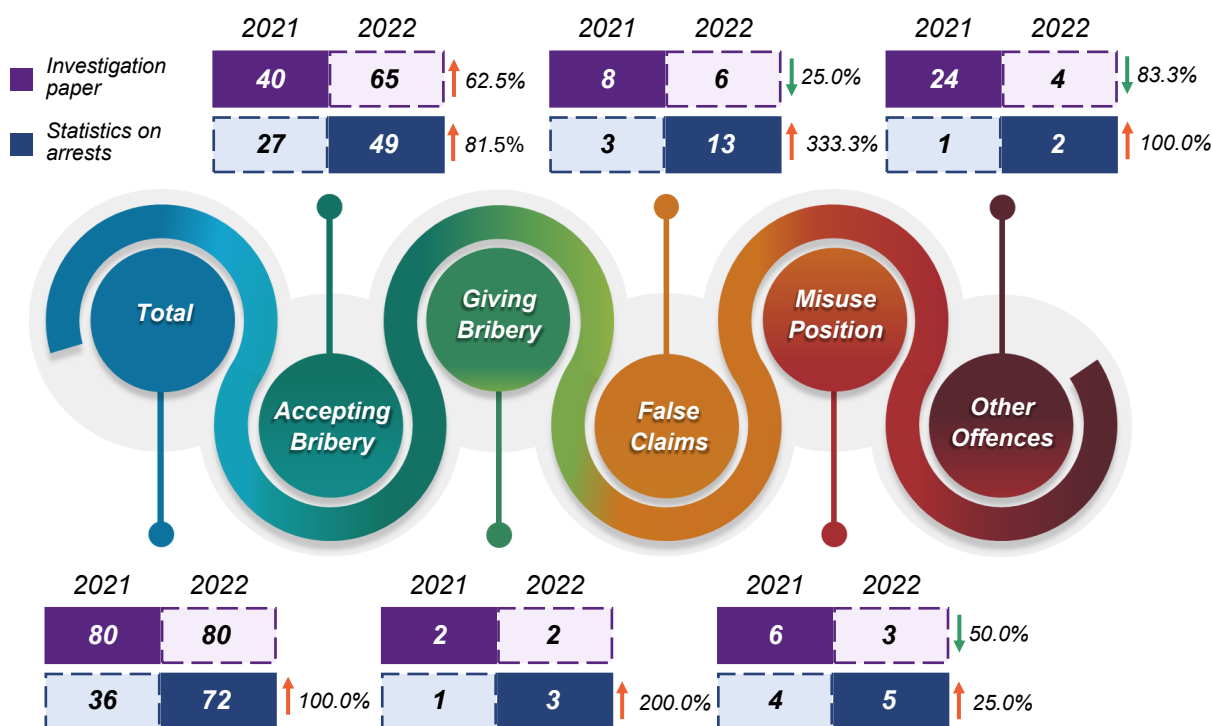 2021 2022 2021 2022 2021 2022
Investigation
paper
40 65 62.5% 8 6 25.0% 24 4 83.3%
Statistics on
arrests
27 49 81.5% 3 13 333.3% 1 2 100.0%
Total
Giving
Bribery
Misuse
Position
Accepting
Bribery
False
Claims
Other
Offences
2021 2022 2021 2022 2021 2022
80 80 2 2 6 3 50.0%
36 72 100.0% 1 3 200.0% 4 5 25.0%